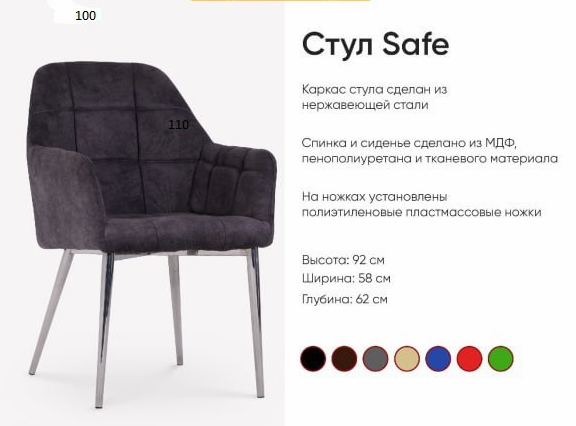 100
110
Стул Safe
Каркас стула сделан из
нержавеющей стали
Спинка и сиденье сделано из МДФ,
пенополиуретана и тканевого материала
На ножках установлены
полиэтиленовые пластмассовые ножки
Высота: 92 см
Ширина: 58 см
Глубина: 62 см